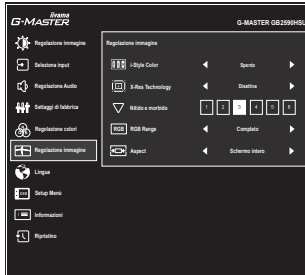 iiyama
G-MASTER
G-MASTER GB2590HSU
Regolazione immagine
Seleziona input
Regolazione Audio
Settaggi di fabbrica
Regolazione colori
Regolazione immagine
Lingua
Setup Menù
Informazioni
Ripristino
Regolazione immagine
i-Style Color Spento
X-Res Technology Disattiva
Nitido e morbido 1 2 3 4 5 6
RGB RGB Range Completo
Aspect Schermo intero
OSD